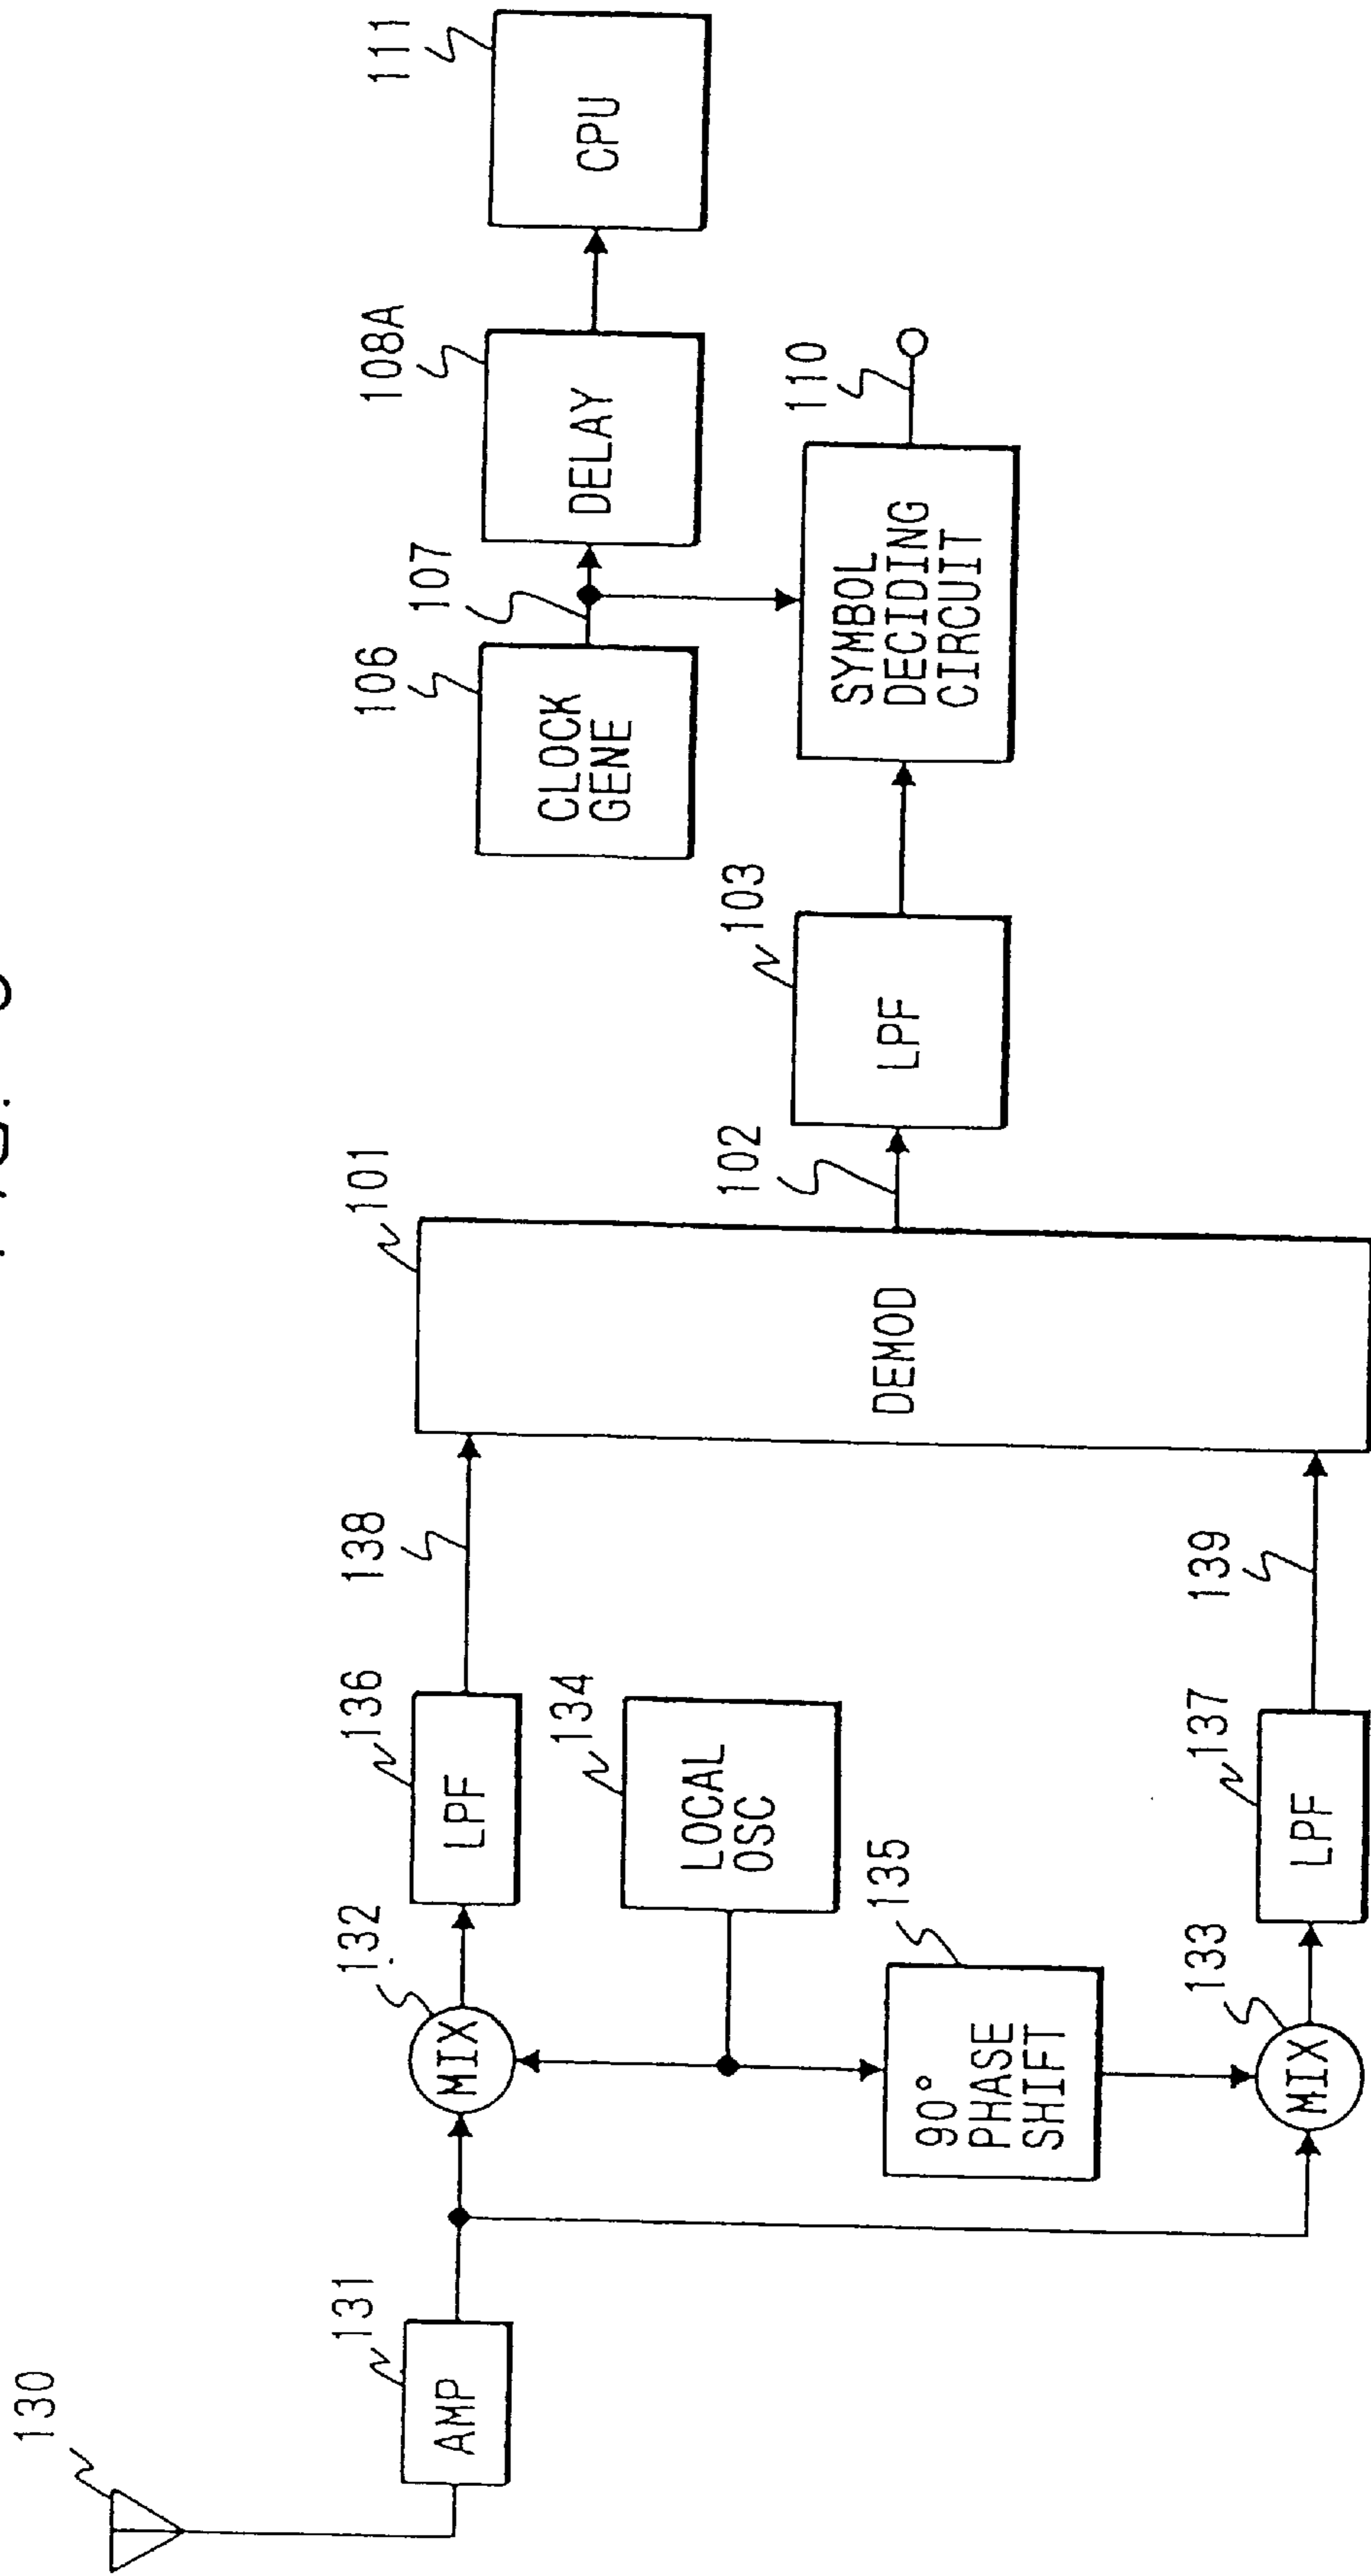 130
131
AMP
132
MIX
136
LPF
138
134
LOCAL
OSC
135
90°
PHASE
SHIFT
133
MIX
137
LPF
139
101
DEMOD
102
103
LPF
106
CLOCK
GENE
107
108A
DELAY
111
CPU
SYMBOL
DECIDING
CIRCUIT
110